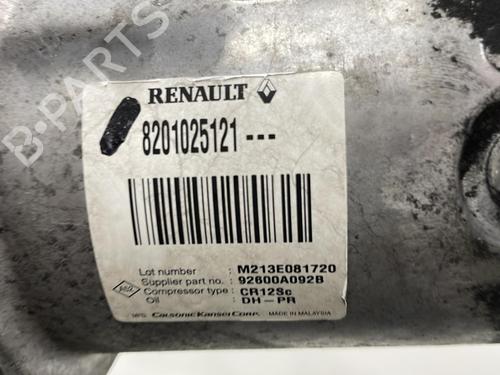 RENAULT
8201025121 ---
Lot number : M213E081720
Supplier part no. : 92600A092B
Compressor type : CR12Sc
Oil : DH-PR
MFG. CALSONIC KANSEI CORP. MADE IN MALAYSIA
B-PARTS